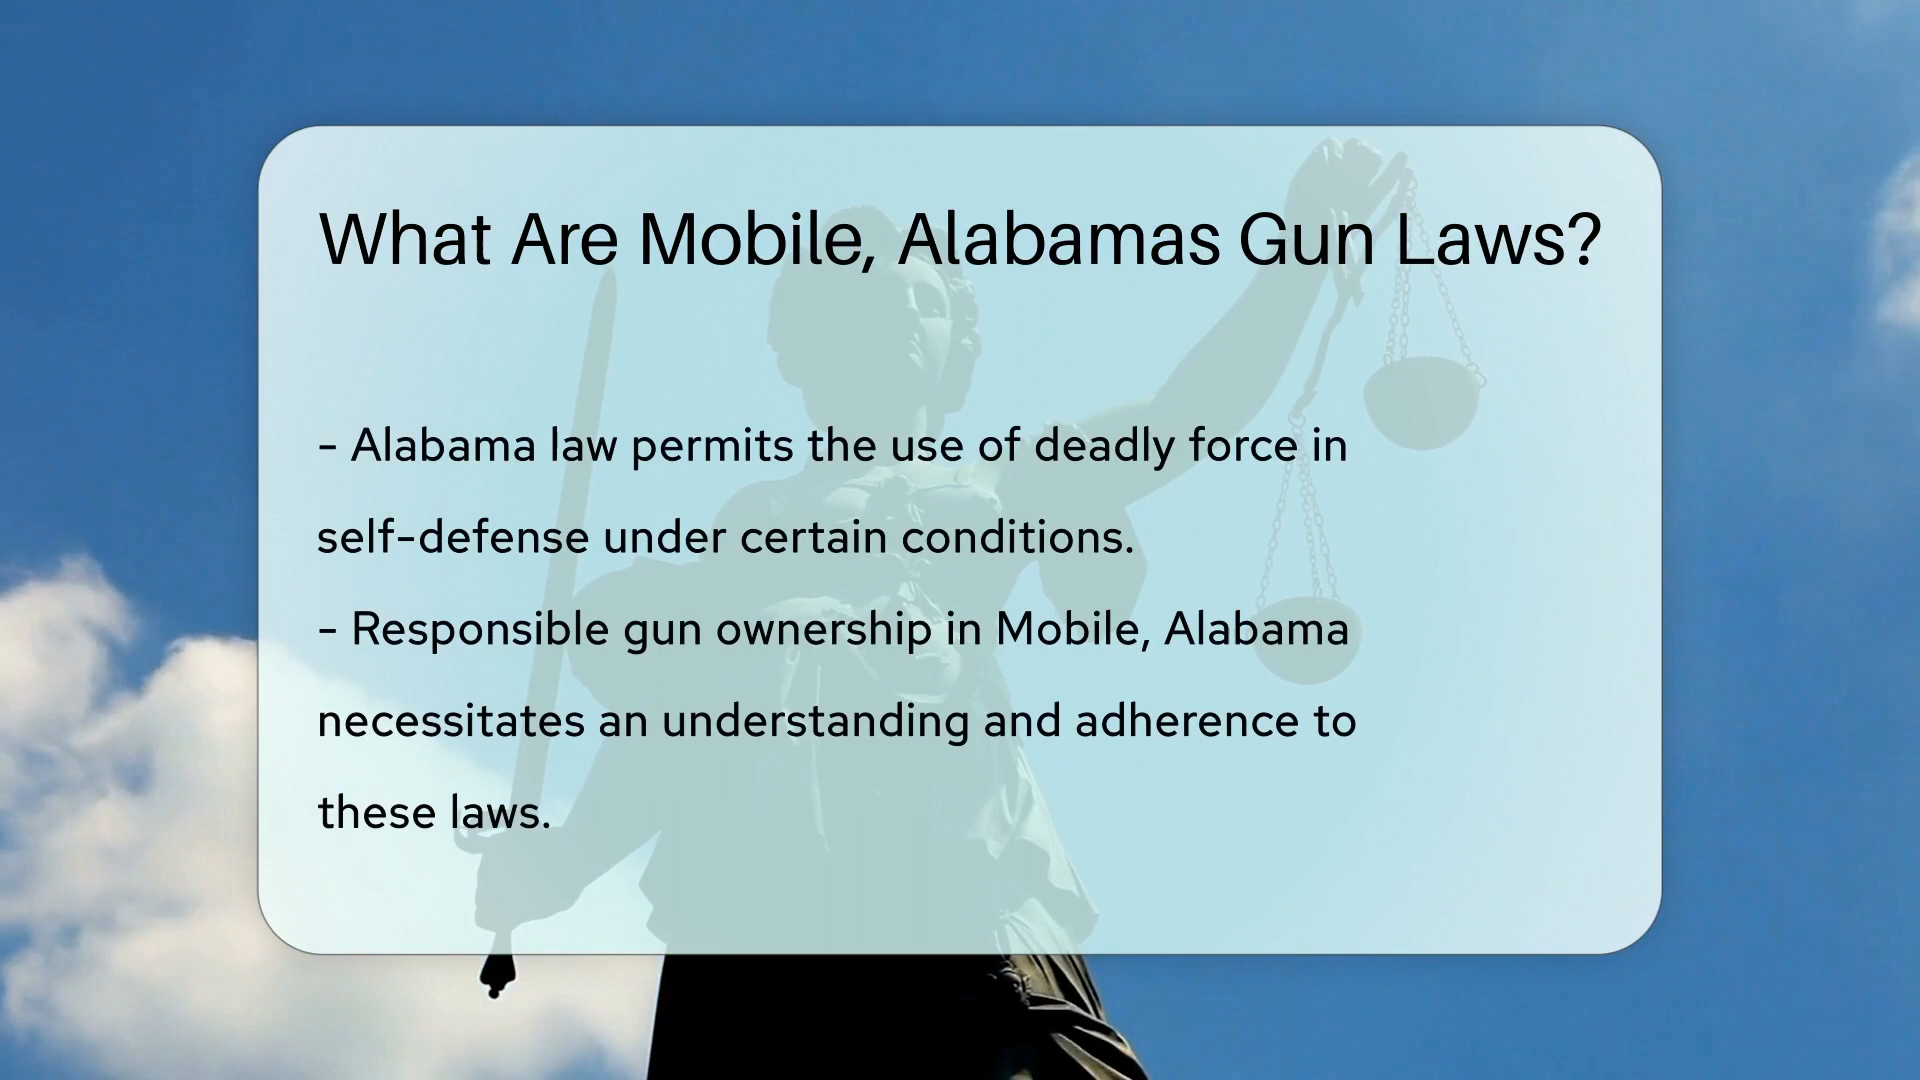 What Are Mobile, Alabamas Gun Laws?
- Alabama law permits the use of deadly force in
self-defense under certain conditions.
- Responsible gun ownership in Mobile, Alabama
necessitates an understanding and adherence to
these laws.